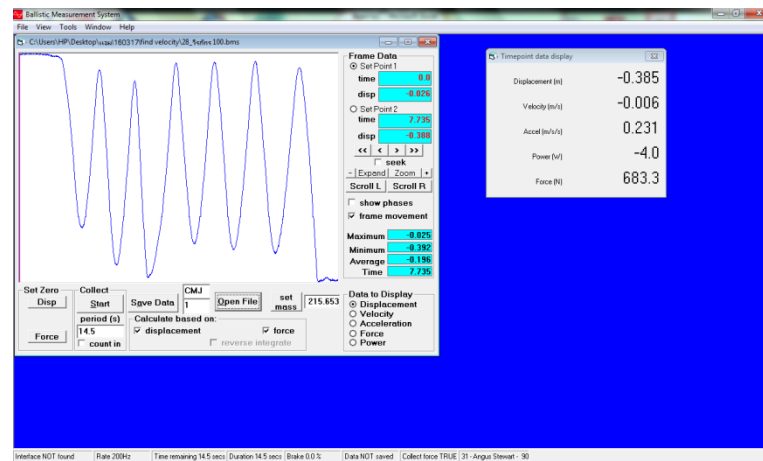 Ballistic Measurement System
File View Tools Window Help
Frame Data
Set Point 1
time 0.0
disp -0.026
Set Point 2
time 7.735
disp -0.388
<< < > >>
seek
- Expand Zoom +
Scroll L Scroll R
show phases
frame movement
Maximum -0.025
Minimum -0.392
Average -0.196
Time 7.735
Set Zero
Disp
Force
Collect
Start
period (s)
14.5
count in
Save Data
CMJ
1
Open File
set mass
215.653
Calculate based on:
displacement
force
reverse integrate
Data to Display
Displacement
Velocity
Acceleration
Force
Power
Timepoint data display
Displacement (m) -0.385
Velocity (m/s) -0.006
Accel (m/s/s) 0.231
Power (W) -4.0
Force (N) 683.3
Interface NOT found Rate 200Hz Time remaining 14.5 secs Duration 14.5 secs Brake 0.0 % Data NOT saved Collect force TRUE 31 - Angus Stewart - 90